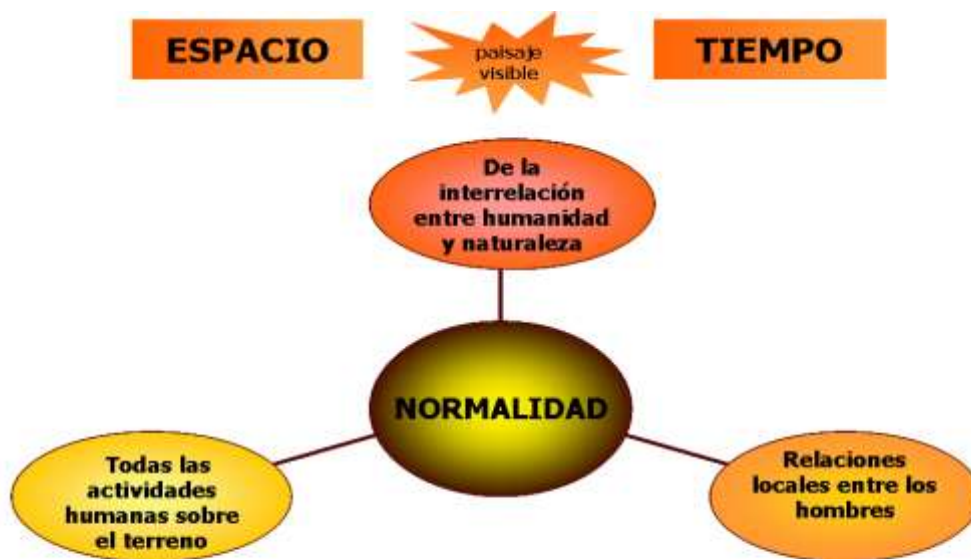 ESPACIO
paisaje
visible
TIEMPO
De la
interrelación
entre humanidad
y naturaleza
NORMALIDAD
Todas las
actividades
humanas sobre
el terreno
Relaciones
locales entre los
hombres